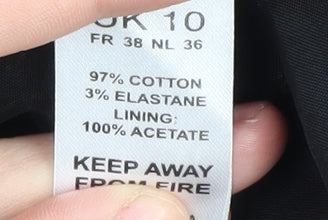 UK 10
FR 38 NL 36
97% COTTON
3% ELASTANE
LINING:
100% ACETATE
KEEP AWAY
FROM FIRE